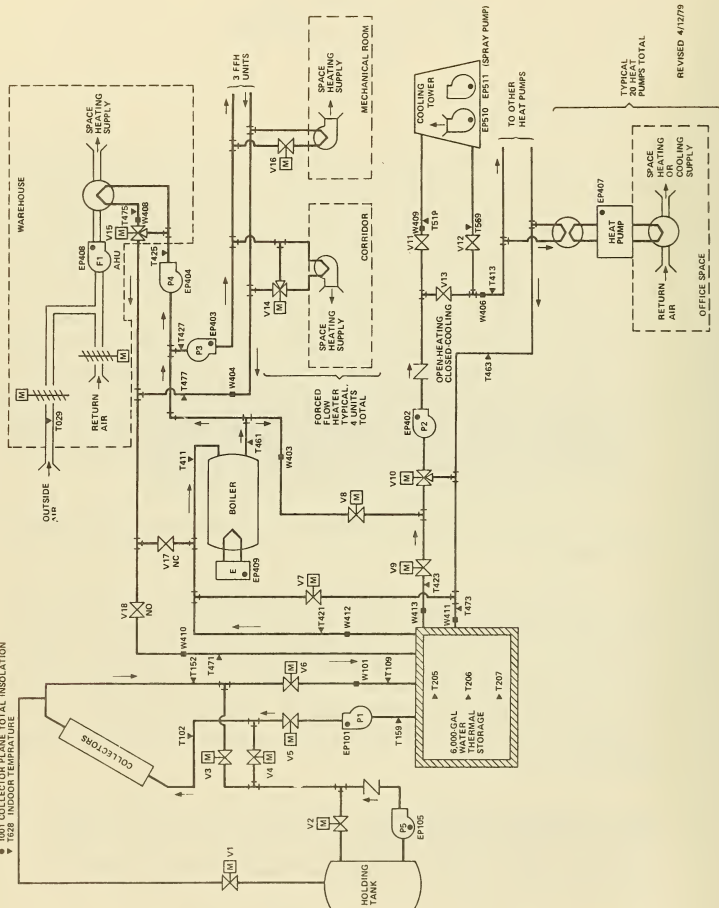 ● I001 COLLECTOR PLANE TOTAL INSOLATION
▼ T628 INDOOR TEMPRATURE
V1
M
HOLDING
TANK
COLLECTORS
M
V2
P5
EP105
T102
T152
V3
M
V4
M
M
V5
V6
M
EP101
P1
W101
T109
T159
T205
T206
T207
6,000-GAL
WATER
THERMAL
STORAGE
V18
NO
W410
T471
V17
NC
T411
BOILER
E
EP409
T461
V7
M
T421
W412
W403
V8
M
W413
W411
T423
T473
V9
M
V10
M
EP402
P2
OPEN-HEATING
CLOSED-COOLING
V13
W406
T413
T463
V11
V12
W409
T519
T569
COOLING
TOWER
EP510
EP511
(SPRAY PUMP)
TO OTHER
HEAT PUMPS
TYPICAL
20 HEAT
PUMPS TOTAL
EP407
HEAT
PUMP
RETURN
AIR
SPACE
HEATING
OR
COOLING
SUPPLY
OFFICE SPACE
REVISED 4/12/79
WAREHOUSE
OUTSIDE
AIR
T029
M
M
RETURN
AIR
EP408
F1
AHU
SPACE
HEATING
SUPPLY
M
V15
T475
W408
T425
P4
EP404
T427
P3
EP403
T477
W404
3 FFH
UNITS
FORCED
FLOW
HEATER
TYPICAL.
4 UNITS
TOTAL
V14
M
SPACE
HEATING
SUPPLY
CORRIDOR
V16
M
SPACE
HEATING
SUPPLY
MECHANICAL ROOM